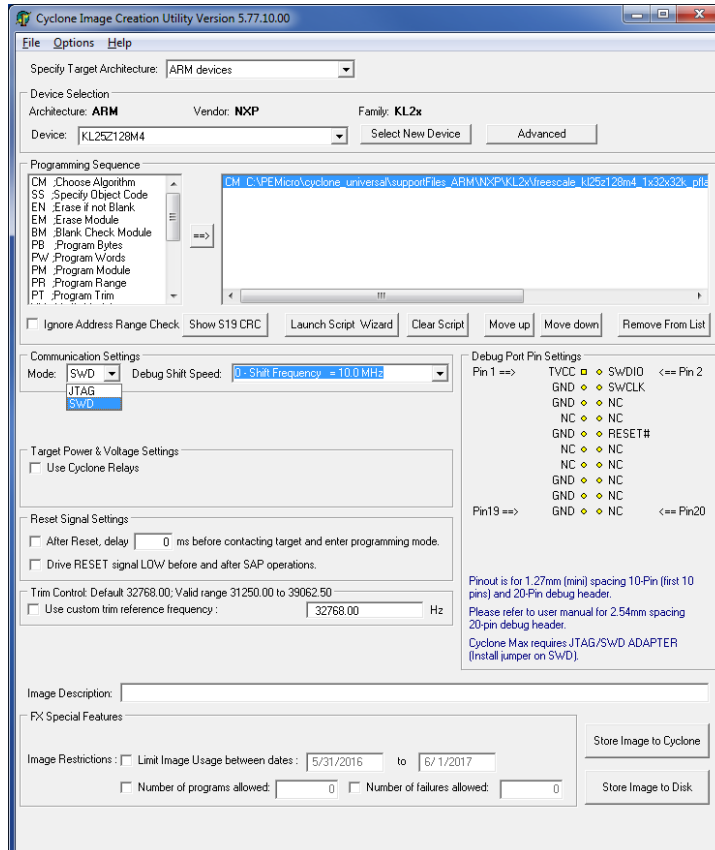 Cyclone Image Creation Utility Version 5.77.10.00
File Options Help
Specify Target Architecture: ARM devices
Device Selection
Architecture: ARM Vendor: NXP Family: KL2x
Device: KL25Z128M4 Select New Device Advanced
Programming Sequence
CM ;Choose Algorithm
SS ;Specify Object Code
EN ;Erase if not Blank
EM ;Erase Module
BM ;Blank Check Module
PB ;Program Bytes
PW ;Program Words
PM ;Program Module
PR ;Program Range
PT ;Program Trim
==>
CM C:\PEMicro\cyclone_universal\supportFiles_ARM\NXP\KL2x\freescale_kl25z128m4_1x32x32k_pfla
Ignore Address Range Check Show S19 CRC Launch Script Wizard Clear Script Move up Move down Remove From List
Communication Settings
Mode: SWD Debug Shift Speed: 0 - Shift Frequency = 10.0 MHz
JTAG
SWD
Target Power & Voltage Settings
Use Cyclone Relays
Reset Signal Settings
After Reset, delay 0 ms before contacting target and enter programming mode.
Drive RESET signal LOW before and after SAP operations.
Trim Control: Default 32768.00; Valid range 31250.00 to 39062.50
Use custom trim reference frequency : 32768.00 Hz
Debug Port Pin Settings
Pin 1 ==> TVCC SWDIO <== Pin 2
GND SWCLK
GND NC
NC NC
GND RESET#
NC NC
NC NC
GND NC
GND NC
Pin19 ==> GND NC <== Pin20
Pinout is for 1.27mm (mini) spacing 10-Pin (first 10
pins) and 20-Pin debug header.
Please refer to user manual for 2.54mm spacing
20-pin debug header.
Cyclone Max requires JTAG/SWD ADAPTER
(Install jumper on SWD).
Image Description:
FX Special Features
Image Restrictions : Limit Image Usage between dates : 5/31/2016 to 6/ 1/2017
Number of programs allowed: 0 Number of failures allowed: 0
Store Image to Cyclone
Store Image to Disk